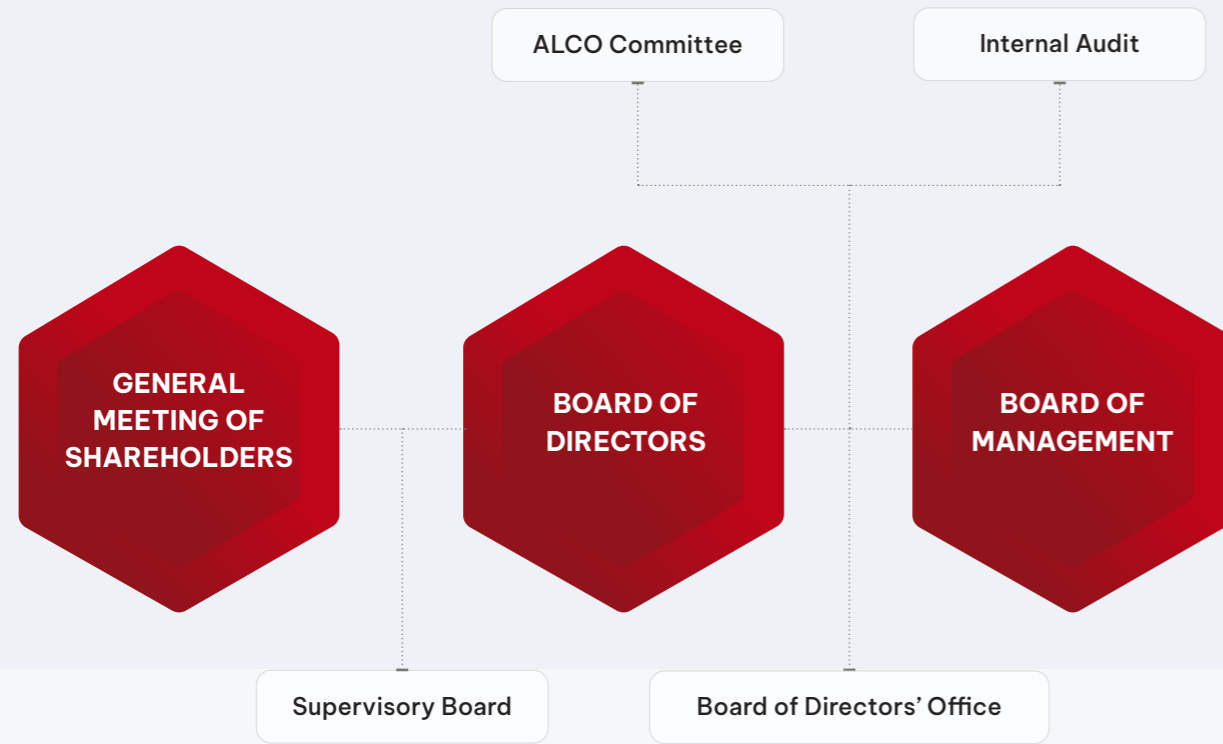 ALCO Committee
Internal Audit
GENERAL
MEETING OF
SHAREHOLDERS
BOARD OF
DIRECTORS
BOARD OF
MANAGEMENT
Supervisory Board
Board of Directors’ Office